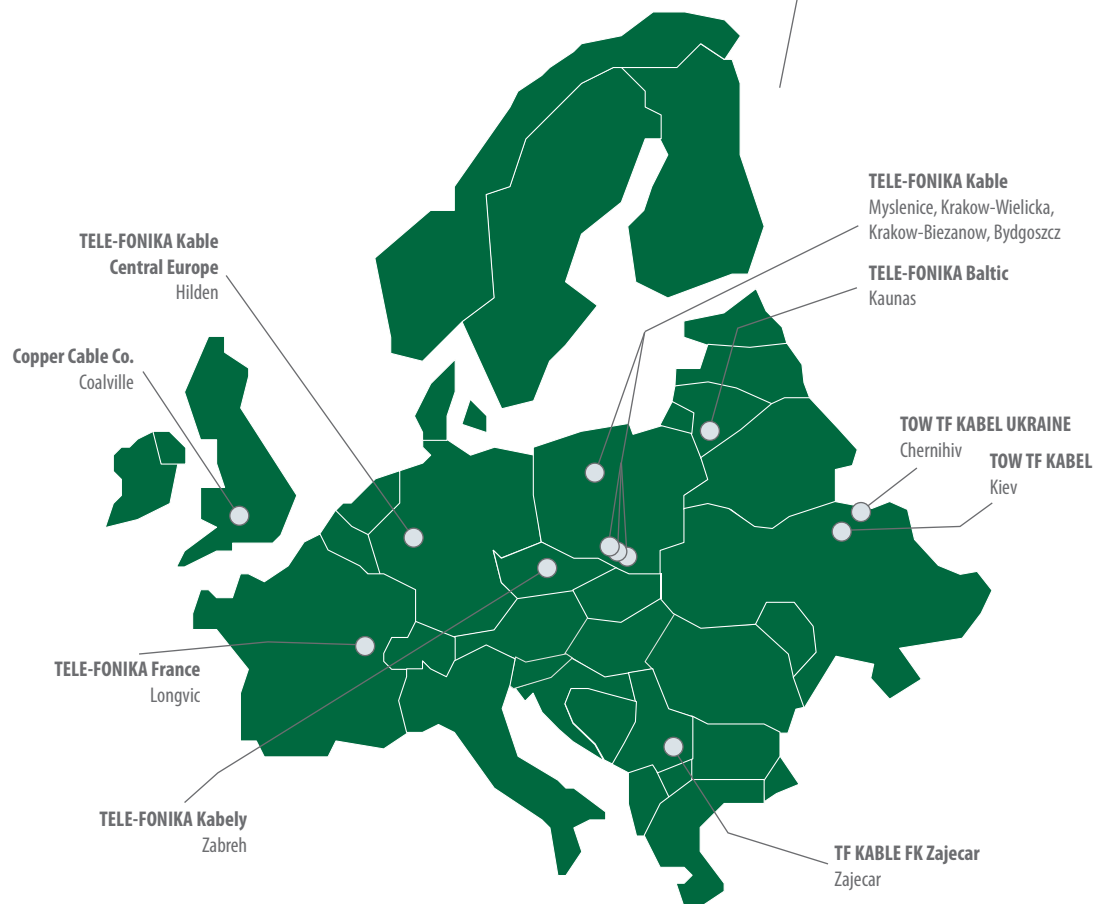 TELE-FONIKA Kable
Myslenice, Krakow-Wielicka,
Krakow-Biezanow, Bydgoszcz
TELE-FONIKA Kable
Central Europe
Hilden
TELE-FONIKA Baltic
Kaunas
Copper Cable Co.
Coalville
TOW TF KABEL UKRAINE
Chernihiv
TOW TF KABEL
Kiev
TELE-FONIKA France
Longvic
TELE-FONIKA Kabely
Zabreh
TF KABLE FK Zajecar
Zajecar